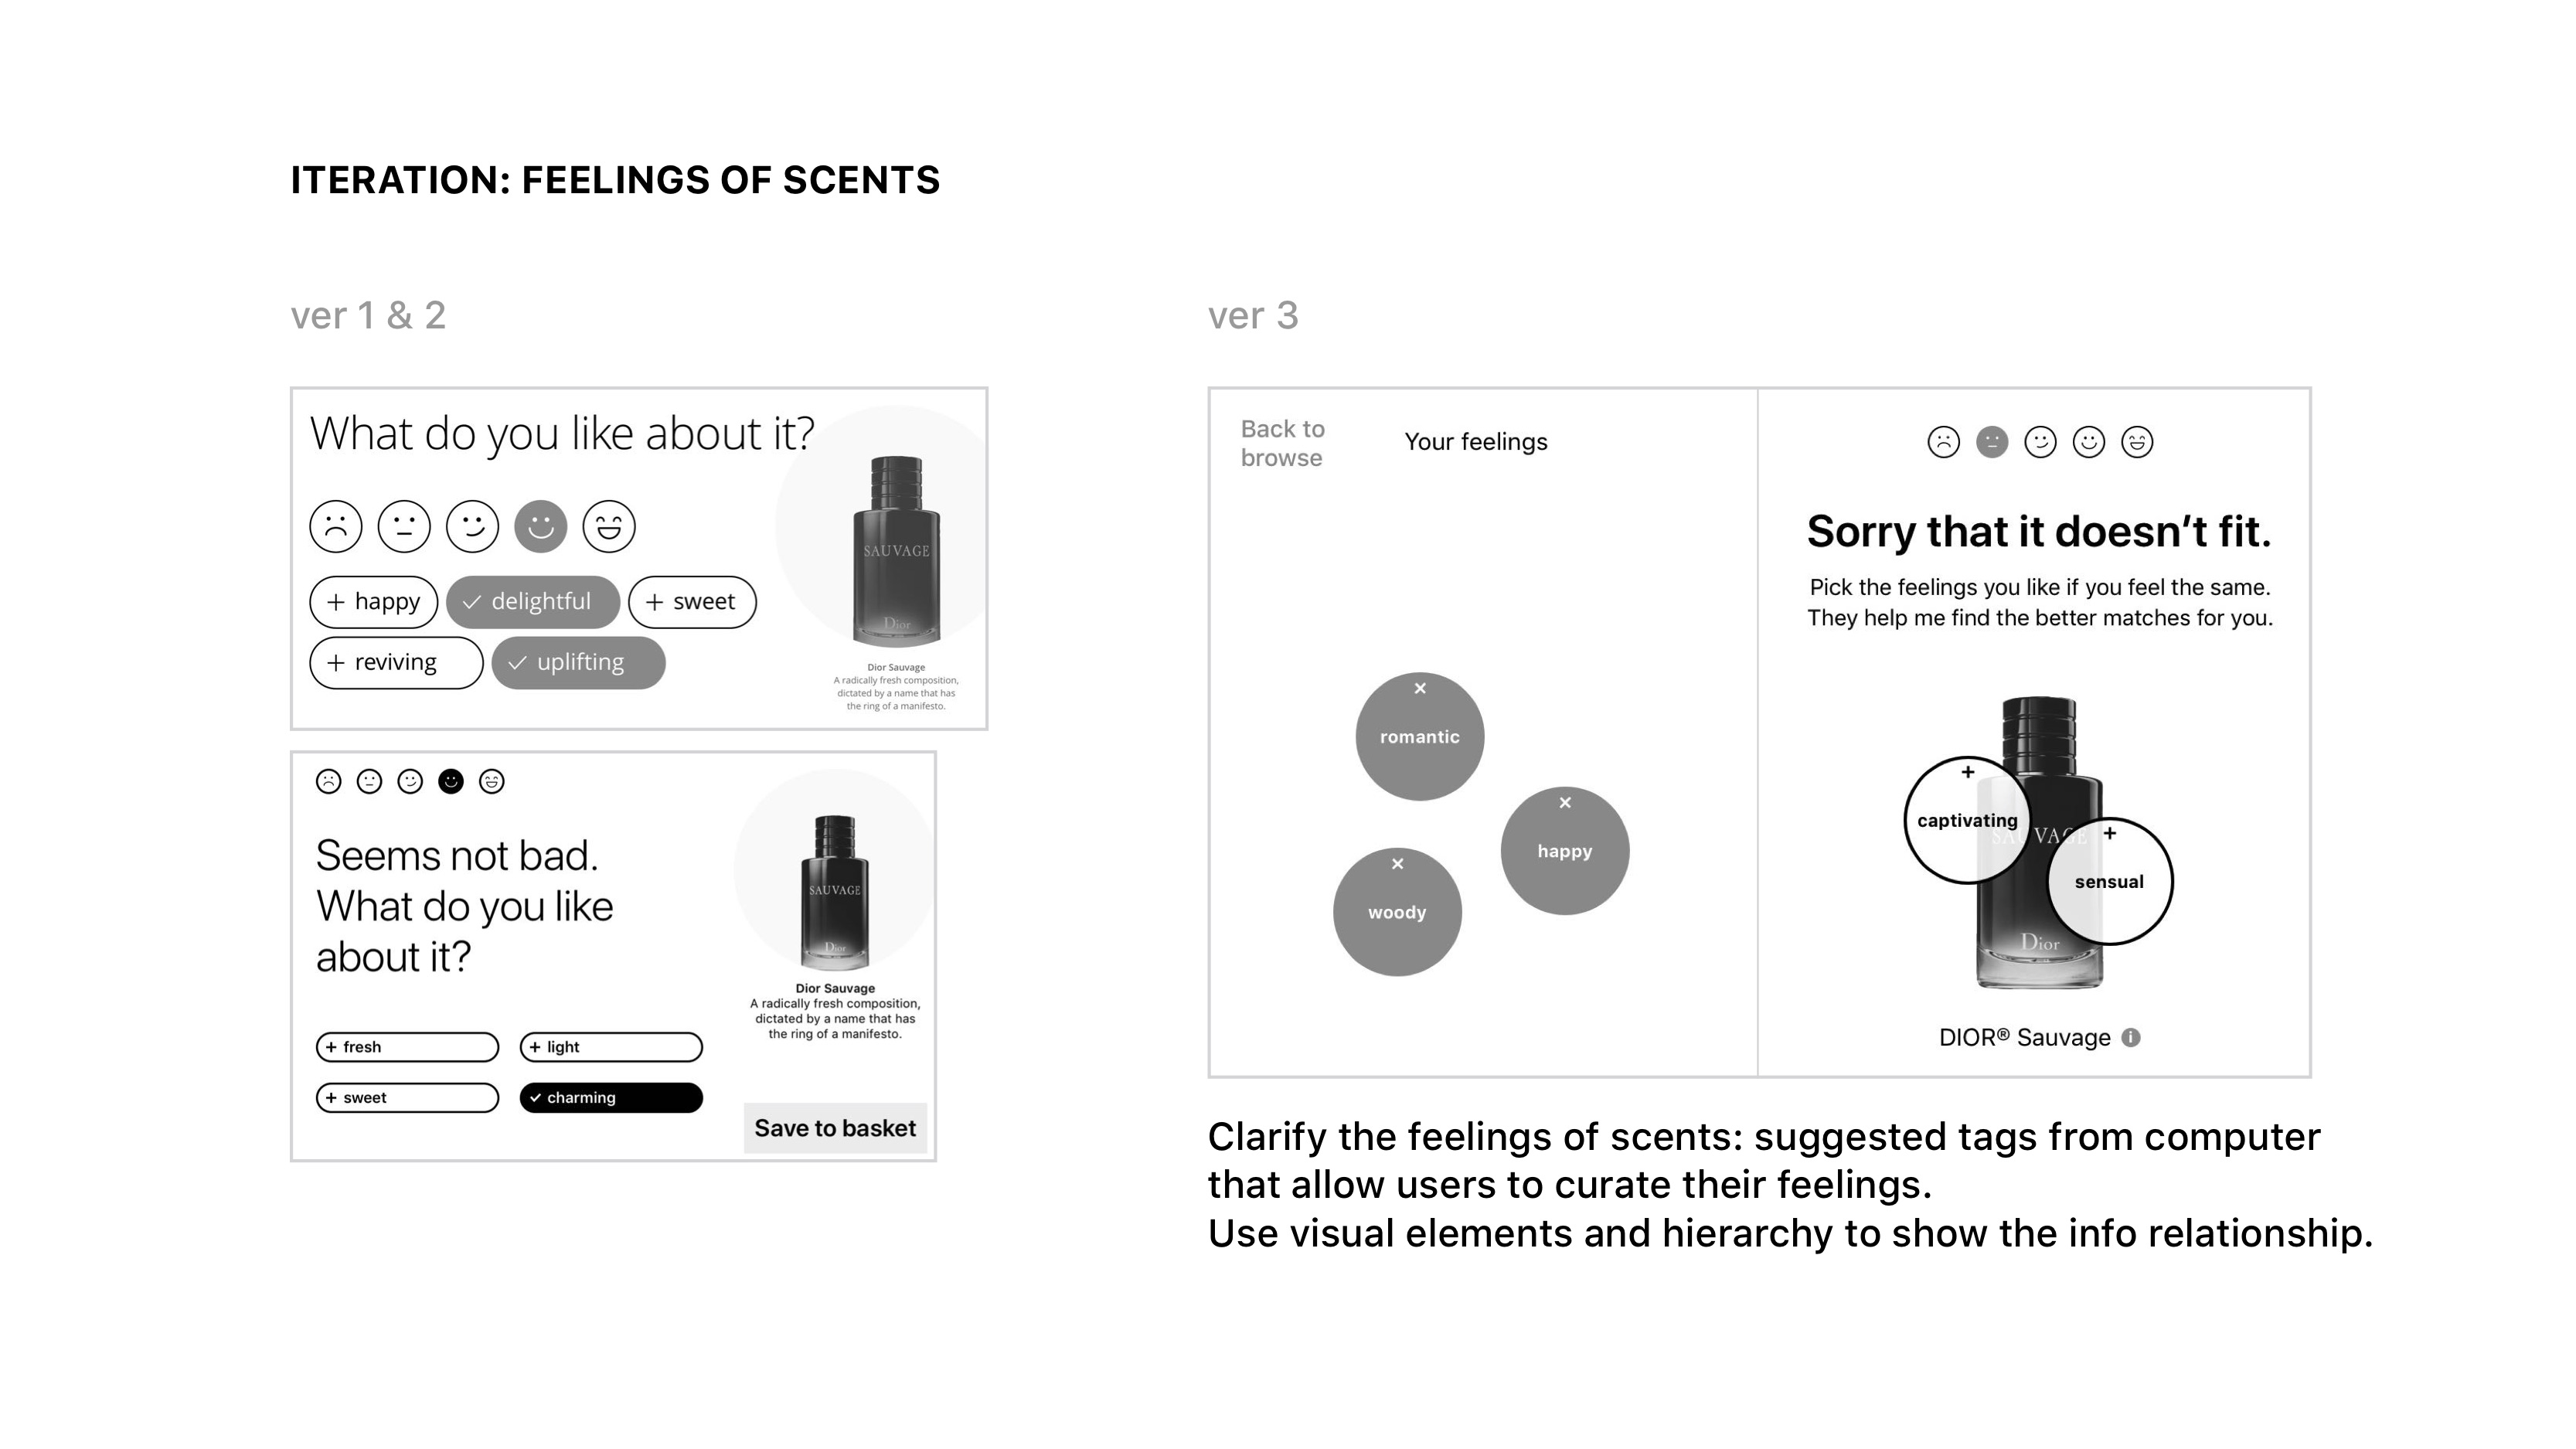 ITERATION: FEELINGS OF SCENTS
ver 1 & 2
What do you like about it?
+ happy
✓ delightful
+ sweet
+ reviving
✓ uplifting
SAUVAGE
Dior
Dior Sauvage
A radically fresh composition,
dictated by a name that has
the ring of a manifesto.
Seems not bad.
What do you like
about it?
+ fresh
+ light
+ sweet
✓ charming
SAUVAGE
Dior
Dior Sauvage
A radically fresh composition,
dictated by a name that has
the ring of a manifesto.
Save to basket
ver 3
Back to
browse
Your feelings
× romantic
× happy
× woody
Sorry that it doesn’t fit.
Pick the feelings you like if you feel the same.
They help me find the better matches for you.
+ captivating
SAUVAGE
+ sensual
Dior
DIOR® Sauvage i
Clarify the feelings of scents: suggested tags from computer
that allow users to curate their feelings.
Use visual elements and hierarchy to show the info relationship.